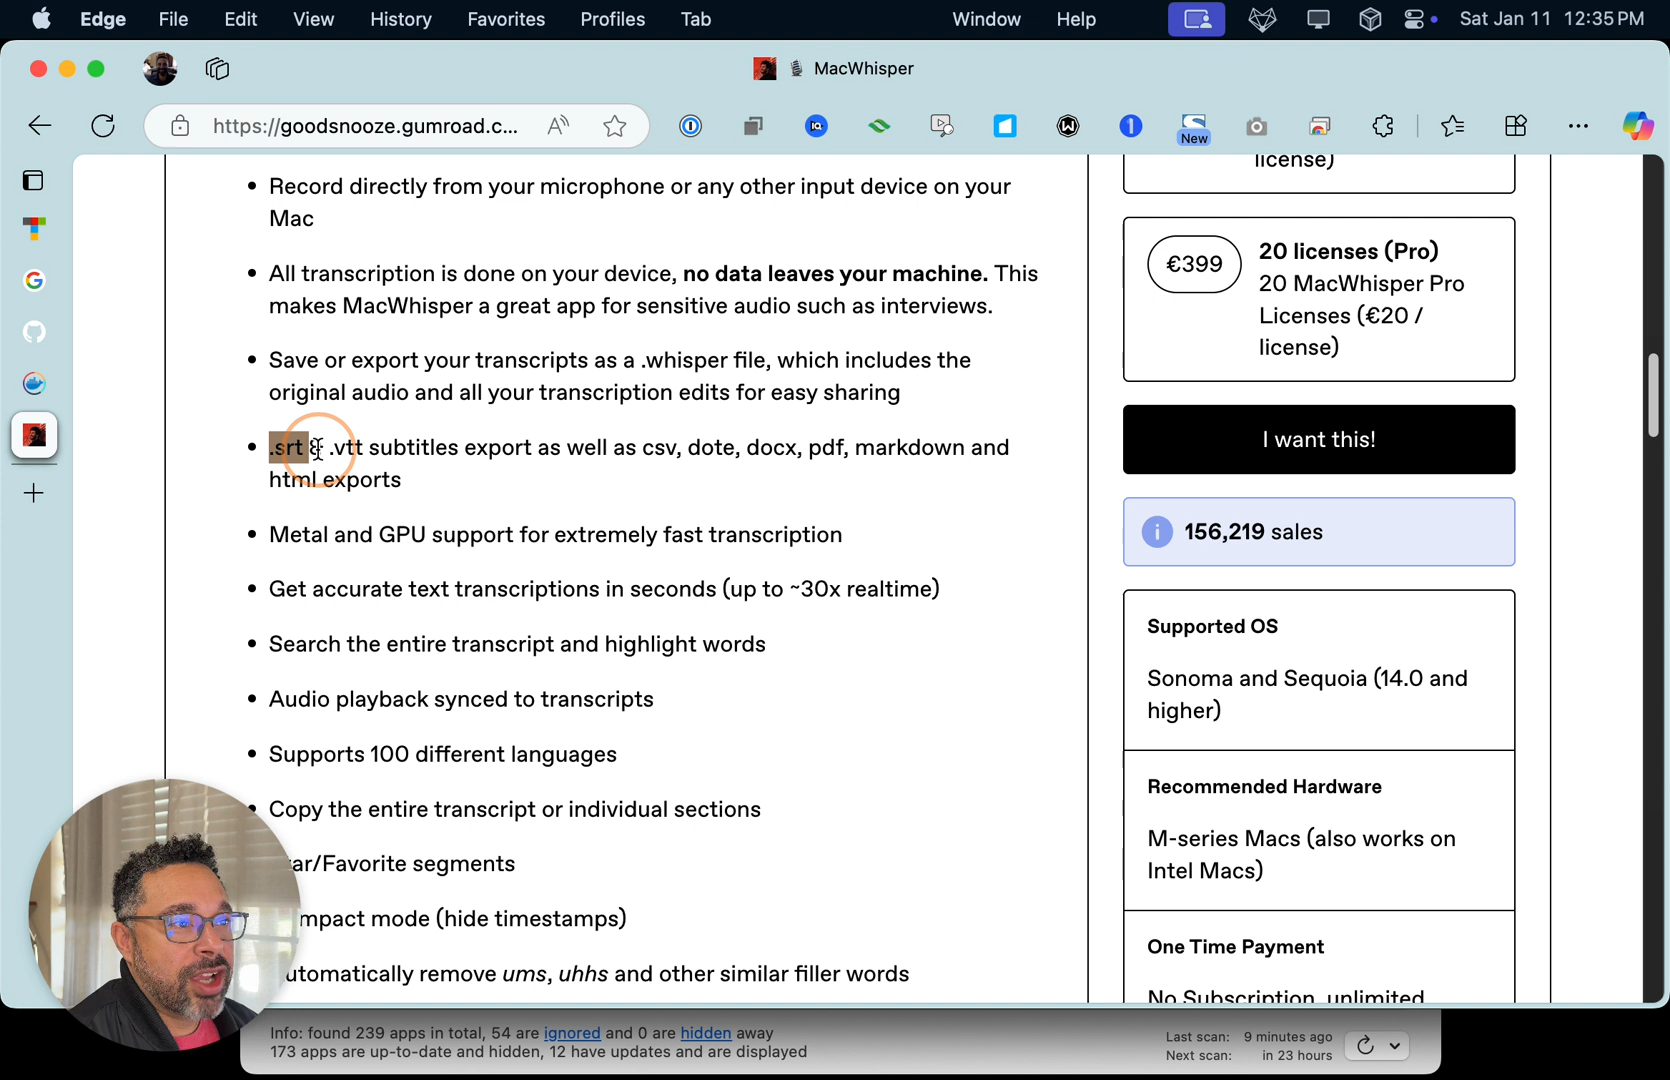 Edge File Edit View History Favorites Profiles Tab Window Help Sat Jan 11 12:35 PM
MacWhisper
https://goodsnooze.gumroad.c...
New
Record directly from your microphone or any other input device on your
Mac
All transcription is done on your device, no data leaves your machine. This
makes MacWhisper a great app for sensitive audio such as interviews.
Save or export your transcripts as a .whisper file, which includes the
original audio and all your transcription edits for easy sharing
.srt & .vtt subtitles export as well as csv, dote, docx, pdf, markdown and
html exports
Metal and GPU support for extremely fast transcription
Get accurate text transcriptions in seconds (up to ~30x realtime)
Search the entire transcript and highlight words
Audio playback synced to transcripts
Supports 100 different languages
Copy the entire transcript or individual sections
ar/Favorite segments
mpact mode (hide timestamps)
utomatically remove ums, uhhs and other similar filler words
license)
€399
20 licenses (Pro)
20 MacWhisper Pro
Licenses (€20 /
license)
I want this!
156,219 sales
Supported OS
Sonoma and Sequoia (14.0 and
higher)
Recommended Hardware
M-series Macs (also works on
Intel Macs)
One Time Payment
No Subscription, unlimited
Info: found 239 apps in total, 54 are ignored and 0 are hidden away
173 apps are up-to-date and hidden, 12 have updates and are displayed
Last scan: 9 minutes ago
Next scan: in 23 hours